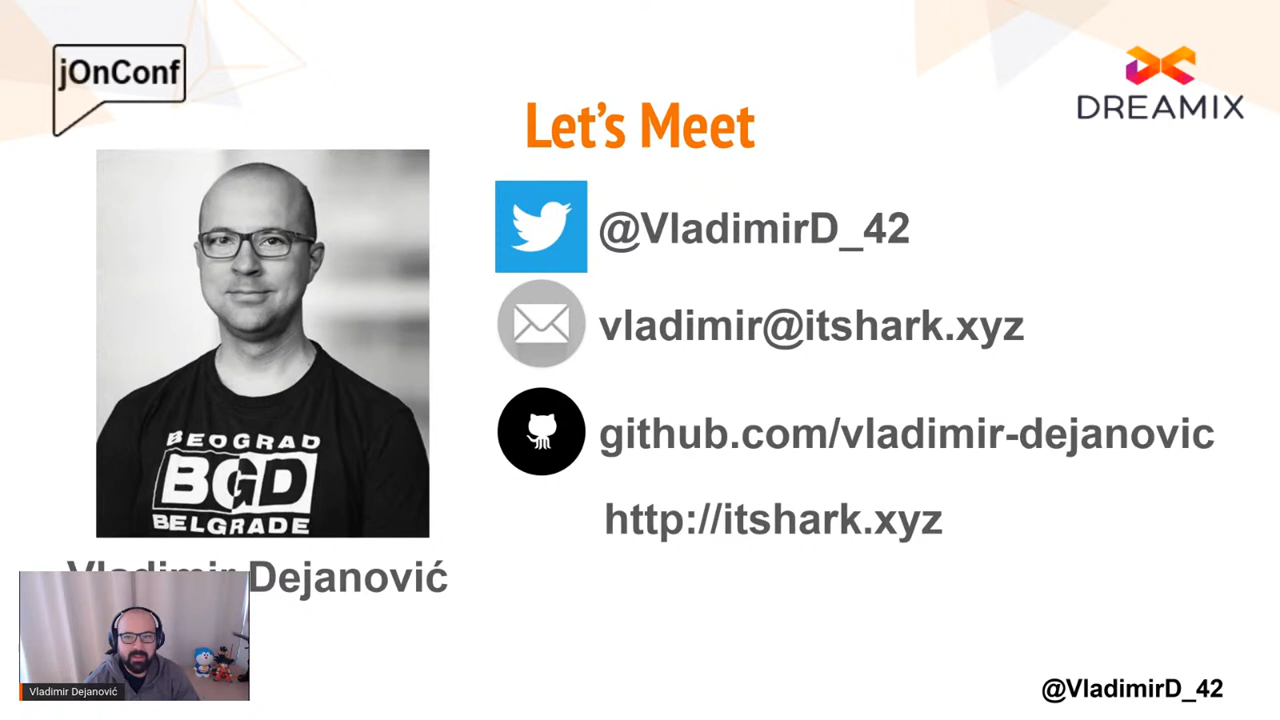 jOnConf
DREAMIX
Let's Meet
@VladimirD_42
vladimir@itshark.xyz
github.com/vladimir-dejanovic
http://itshark.xyz
BEOGRAD
BGD
BELGRADE
Vladimir Dejanović
Vladimir Dejanović
@VladimirD_42